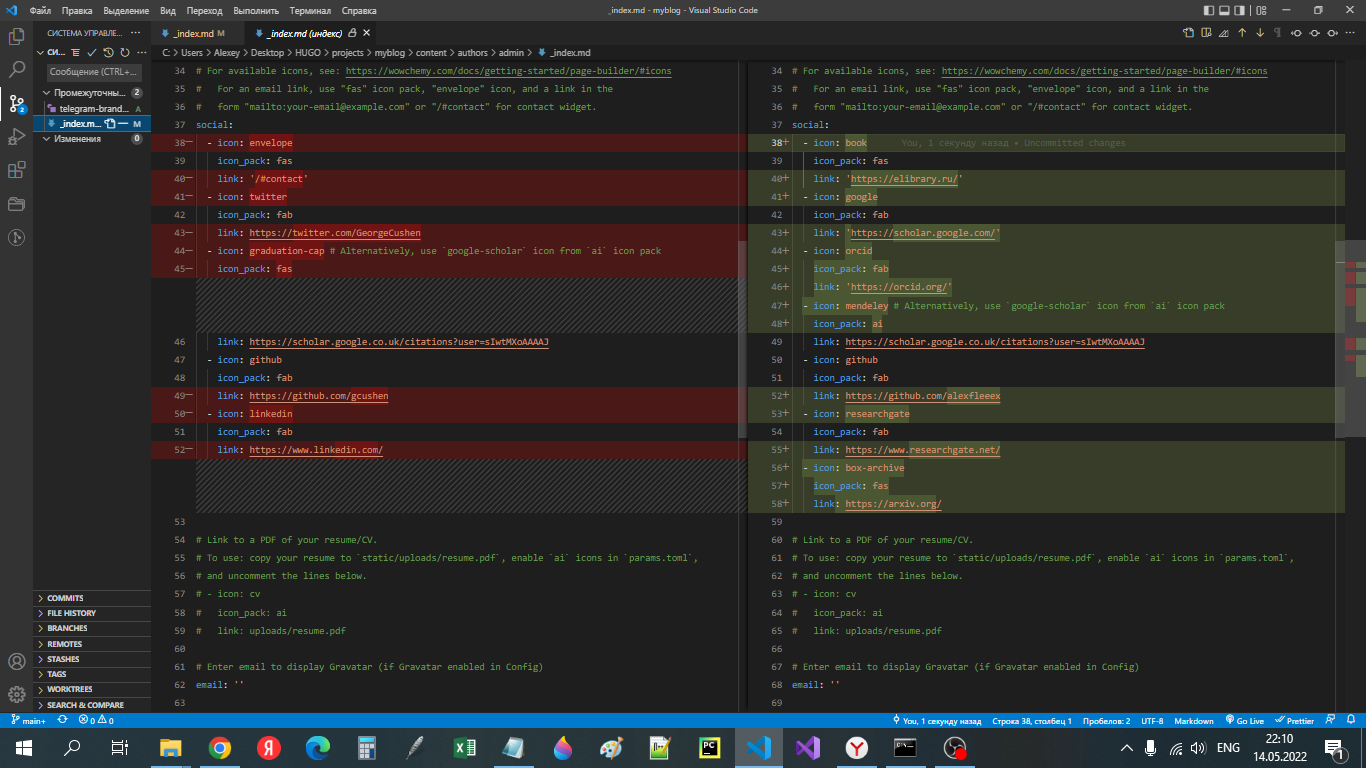 Файл Правка Выделение Вид Переход Выполнить Терминал Справка
_index.md - myblog - Visual Studio Code
СИСТЕМА УПРАВЛЕ... ···
_index.md M
_index.md (индекс)
СИ...
C: > Users > Alexey > Desktop > HUGO > projects > myblog > content > authors > admin > _index.md
Сообщение (CTRL+...
Промежуточны... 2
telegram-brand... A
_index.m... M
Изменения 0
34 # For available icons, see: https://wowchemy.com/docs/getting-started/page-builder/#icons
35 #   For an email link, use "fas" icon pack, "envelope" icon, and a link in the
36 #   form "mailto:your-email@example.com" or "/#contact" for contact widget.
37 social:
38— - icon: envelope
39 icon_pack: fas
40— link: '/#contact'
41— - icon: twitter
42 icon_pack: fab
43— link: https://twitter.com/GeorgeCushen
44— - icon: graduation-cap # Alternatively, use `google-scholar` icon from `ai` icon pack
45— icon_pack: fas
46 link: https://scholar.google.co.uk/citations?user=sIwtMXoAAAAJ
47 - icon: github
48 icon_pack: fab
49— link: https://github.com/gcushen
50— - icon: linkedin
51 icon_pack: fab
52— link: https://www.linkedin.com/
53
54 # Link to a PDF of your resume/CV.
55 # To use: copy your resume to `static/uploads/resume.pdf`, enable `ai` icons in `params.toml`,
56 # and uncomment the lines below.
57 # - icon: cv
58 #   icon_pack: ai
59 #   link: uploads/resume.pdf
60
61 # Enter email to display Gravatar (if Gravatar enabled in Config)
62 email: ''
63
34 # For available icons, see: https://wowchemy.com/docs/getting-started/page-builder/#icons
35 #   For an email link, use "fas" icon pack, "envelope" icon, and a link in the
36 #   form "mailto:your-email@example.com" or "/#contact" for contact widget.
37 social:
38+ - icon: book You, 1 секунду назад • Uncommitted changes
39 icon_pack: fas
40+ link: 'https://elibrary.ru/'
41+ - icon: google
42 icon_pack: fab
43+ link: 'https://scholar.google.com/'
44+ - icon: orcid
45+ icon_pack: fab
46+ link: 'https://orcid.org/'
47+ - icon: mendeley # Alternatively, use `google-scholar` icon from `ai` icon pack
48+ icon_pack: ai
49 link: https://scholar.google.co.uk/citations?user=sIwtMXoAAAAJ
50 - icon: github
51 icon_pack: fab
52+ link: https://github.com/alexfleeex
53+ - icon: researchgate
54 icon_pack: fab
55+ link: https://www.researchgate.net/
56+ - icon: box-archive
57+ icon_pack: fas
58+ link: https://arxiv.org/
59
60 # Link to a PDF of your resume/CV.
61 # To use: copy your resume to `static/uploads/resume.pdf`, enable `ai` icons in `params.toml`,
62 # and uncomment the lines below.
63 # - icon: cv
64 #   icon_pack: ai
65 #   link: uploads/resume.pdf
66
67 # Enter email to display Gravatar (if Gravatar enabled in Config)
68 email: ''
69
COMMITS
FILE HISTORY
BRANCHES
REMOTES
STASHES
TAGS
WORKTREES
SEARCH & COMPARE
main+ 0 0 You, 1 секунду назад Строка 38, столбец 1 Пробелов: 2 UTF-8 Markdown Go Live Prettier
ENG
22:10
14.05.2022
1